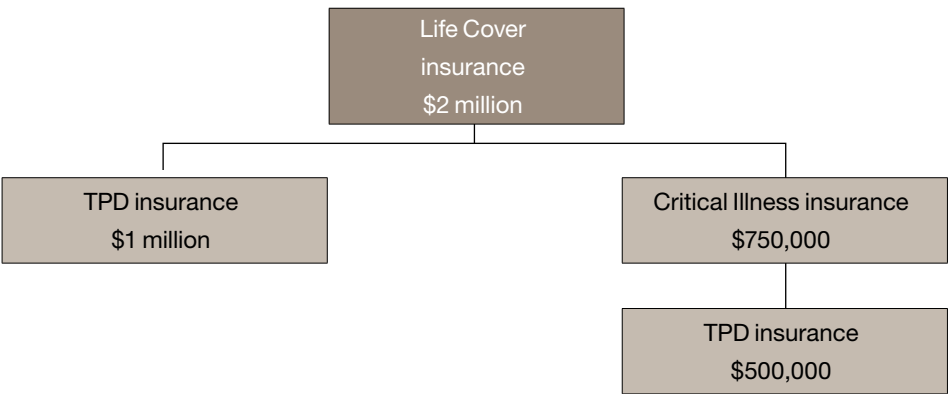 Life Cover
insurance
$2 million
TPD insurance
$1 million
Critical Illness insurance
$750,000
TPD insurance
$500,000